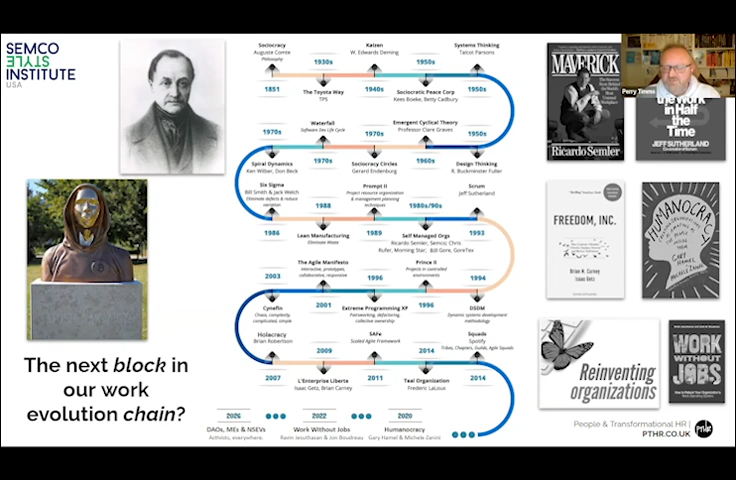 SEMCO
STYLE
INSTITUTE
USA
The next block in
our work
evolution chain?
Sociocracy
Auguste Comte
Philosophy
1930s
Kaizen
W. Edwards Deming
1950s
Systems Thinking
Talcot Parsons
1851
The Toyota Way
TPS
1940s
Sociocratic Peace Corp
Kees Boeke, Betty Cadbury
1950s
1970s
Waterfall
Software Dev Life Cycle
1970s
Emergent Cyclical Theory
Professor Clare Graves
1950s
Spiral Dynamics
Ken Wilber, Don Beck
1970s
Sociocracy Circles
Gerard Endenburg
1960s
Design Thinking
R. Buckminster Fuller
Six Sigma
Bill Smith & Jack Welch
Eliminate defects & reduce
variation
1988
Prompt II
Project resource organization
& management planning
techniques
1980s/90s
Scrum
Jeff Sutherland
1986
Lean Manufacturing
Eliminate Waste
1989
Self Managed Orgs
Ricardo Semler, Semco; Chris
Rufer, Morning Star; Bill Gore, GoreTex
1993
2003
The Agile Manifesto
Interactive, prototypes,
collaborative, responsive
1996
Prince II
Projects in controlled
environments
1994
Cynefin
Chaos, complexity,
complicated, simple
2001
Extreme Programming XP
Pairworking, defactoring,
collective ownership
1996
DSDM
Dynamic systems development
methodology
Holacracy
Brian Robertson
2009
SAFe
Scaled Agile Framework
2014
Squads
Spotify
Tribes, Chapters, Guilds, Agile Squads
2007
L'Enterprise Liberte
Isaac Getz, Brian Carney
2011
Teal Organization
Frederic Laloux
2014
2026
2022
2020
DAOs, MEs & NSEVs
Activists, everywhere.
Work Without Jobs
Ravin Jesuthasan & Jon Boudreau
Humanocracy
Gary Hamel & Michele Zanini
MAVERICK
Ricardo Semler
Perry Timms
the Work
in Half
the Time
JEFF SUTHERLAND
FREEDOM, INC.
Brian M. Carney
Isaac Getz
HUMANOCRACY
GARY HAMEL
MICHELE ZANINI
Reinventing
organizations
WORK
WITHOUT
JOBS
People & Transformational HR |
PTHR.CO.UK
PTHR